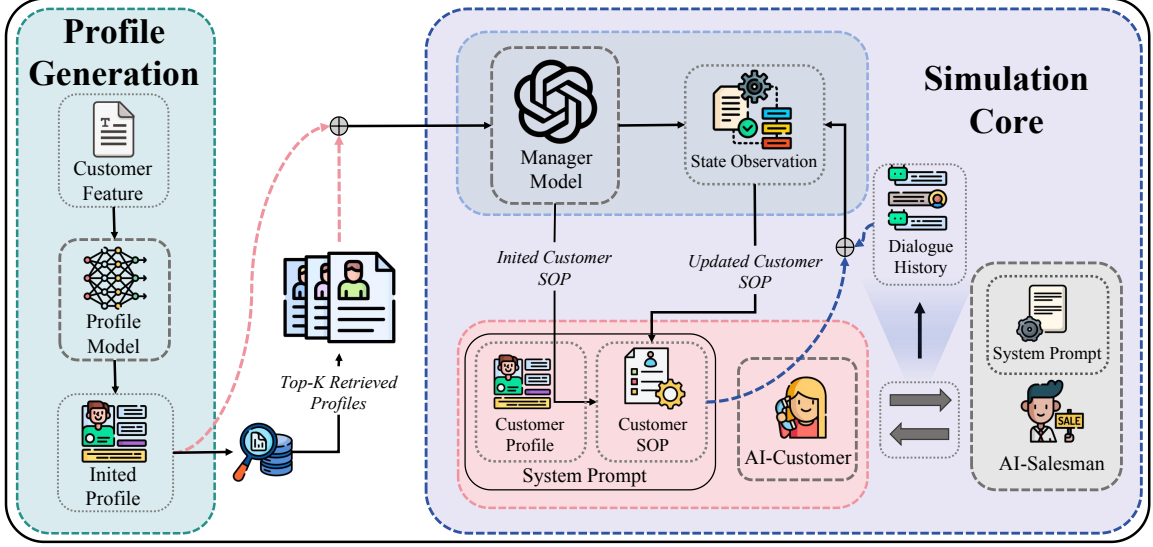 Profile
Generation
T
Customer
Feature
Profile
Model
Inited
Profile
Top-K Retrieved
Profiles
Simulation
Core
Manager
Model
State Observation
Inited Customer
SOP
Updated Customer
SOP
Dialogue
History
Customer
Profile
Customer
SOP
System Prompt
AI-Customer
System Prompt
SALE
AI-Salesman